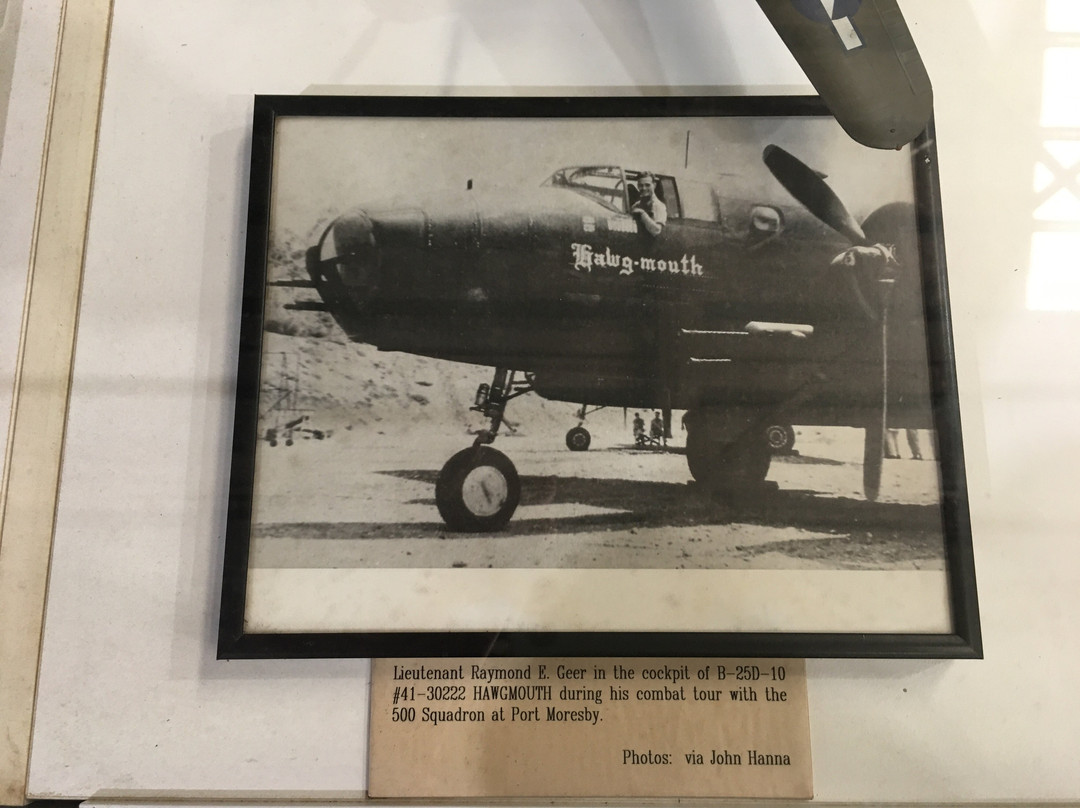 Hawg-mouth
Lieutenant Raymond E. Geer in the cockpit of B-25D-10
#41-30222 HAWGMOUTH during his combat tour with the
500 Squadron at Port Moresby.
Photos: via John Hanna